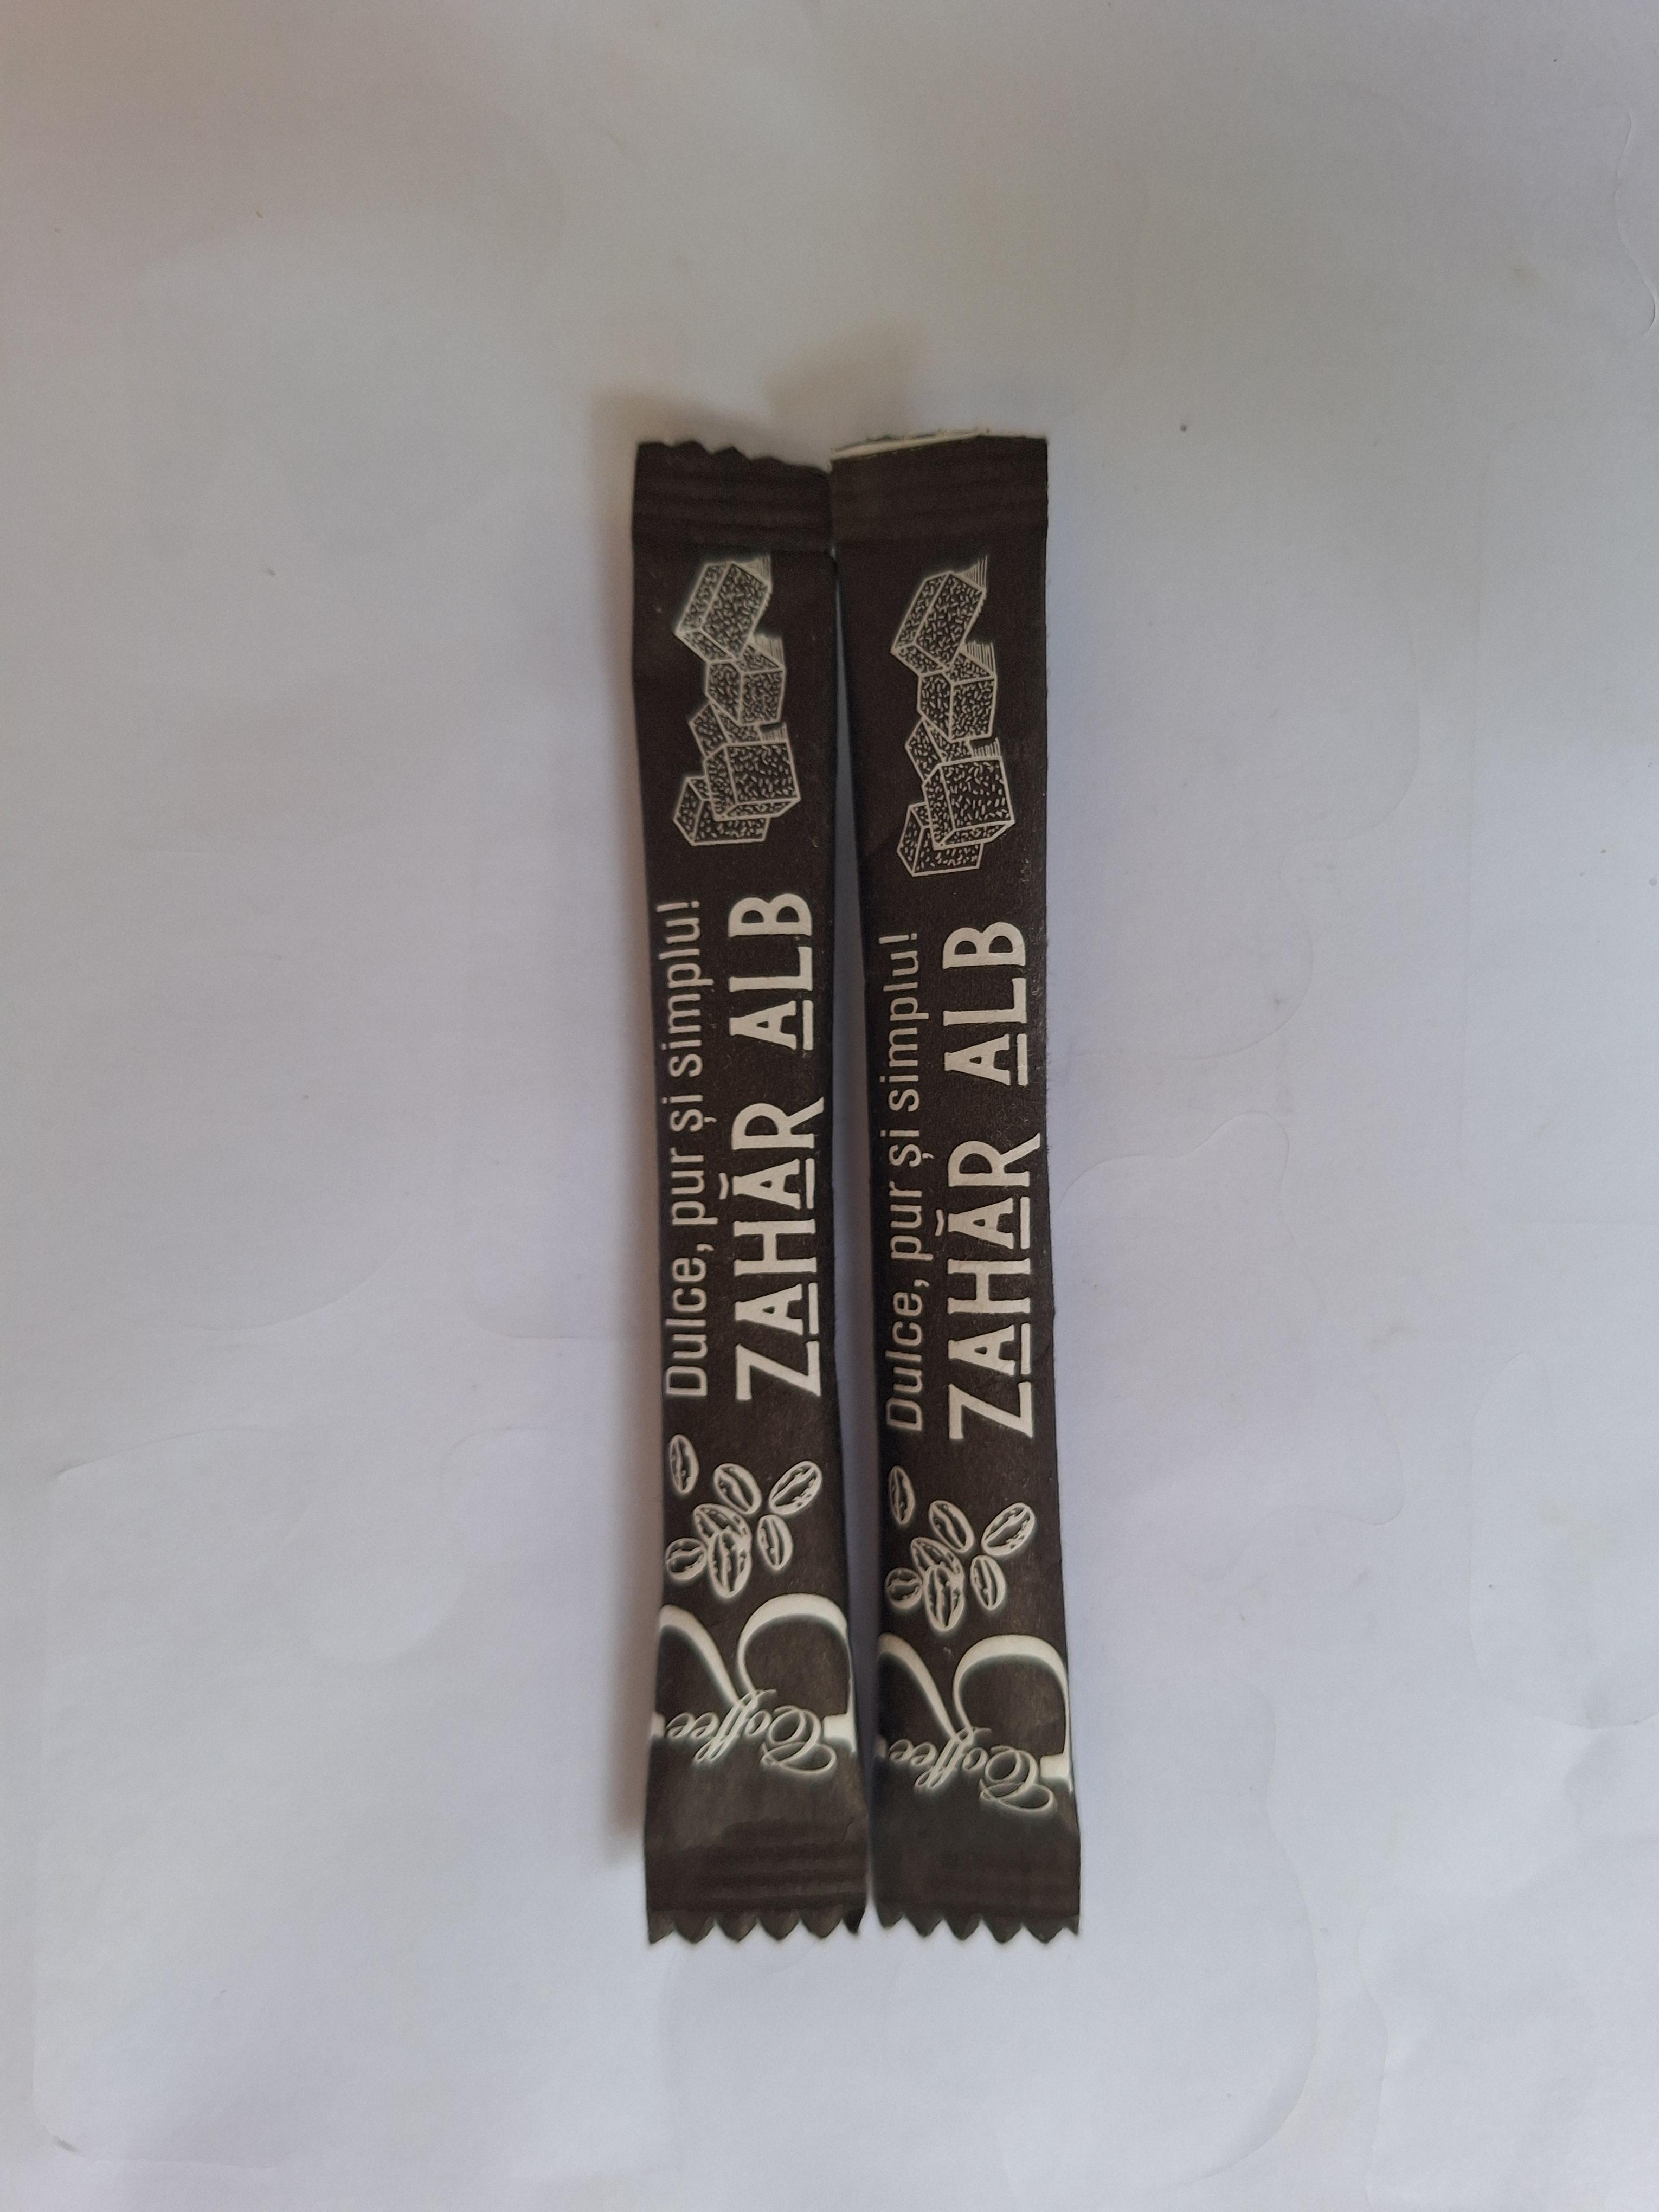 Dulce, pur și simplu!
ZAHĂR ALB
Coffee
Dulce, pur și simplu!
ZAHĂR ALB
Coffee